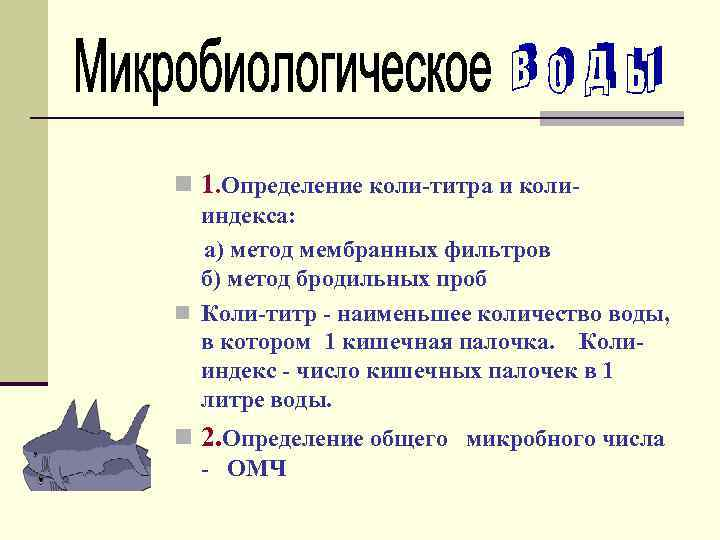 Микробиологическое воды
1.Определение коли-титра и коли-
индекса:
а) метод мембранных фильтров
б) метод бродильных проб
Коли-титр - наименьшее количество воды,
в котором 1 кишечная палочка. Коли-
индекс - число кишечных палочек в 1
литре воды.
2.Определение общего микробного числа
- ОМЧ